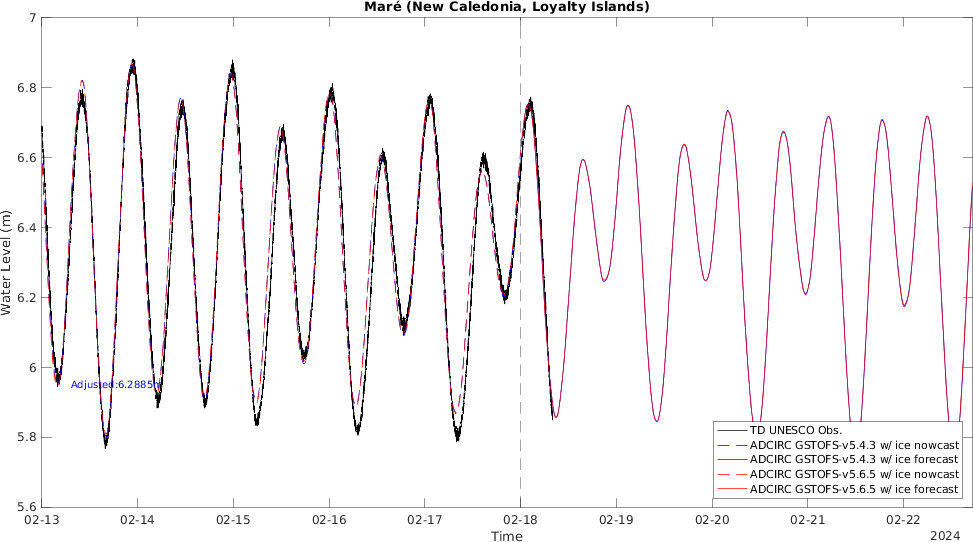 Maré (New Caledonia, Loyalty Islands)
Water Level (m)
7
6.8
6.6
6.4
6.2
6
5.8
5.6
Adjusted:6.2885m
TD UNESCO Obs.
ADCIRC GSTOFS-v5.4.3 w/ ice nowcast
ADCIRC GSTOFS-v5.4.3 w/ ice forecast
ADCIRC GSTOFS-v5.6.5 w/ ice nowcast
ADCIRC GSTOFS-v5.6.5 w/ ice forecast
02-13 02-14 02-15 02-16 02-17 02-18 02-19 02-20 02-21 02-22
Time
2024